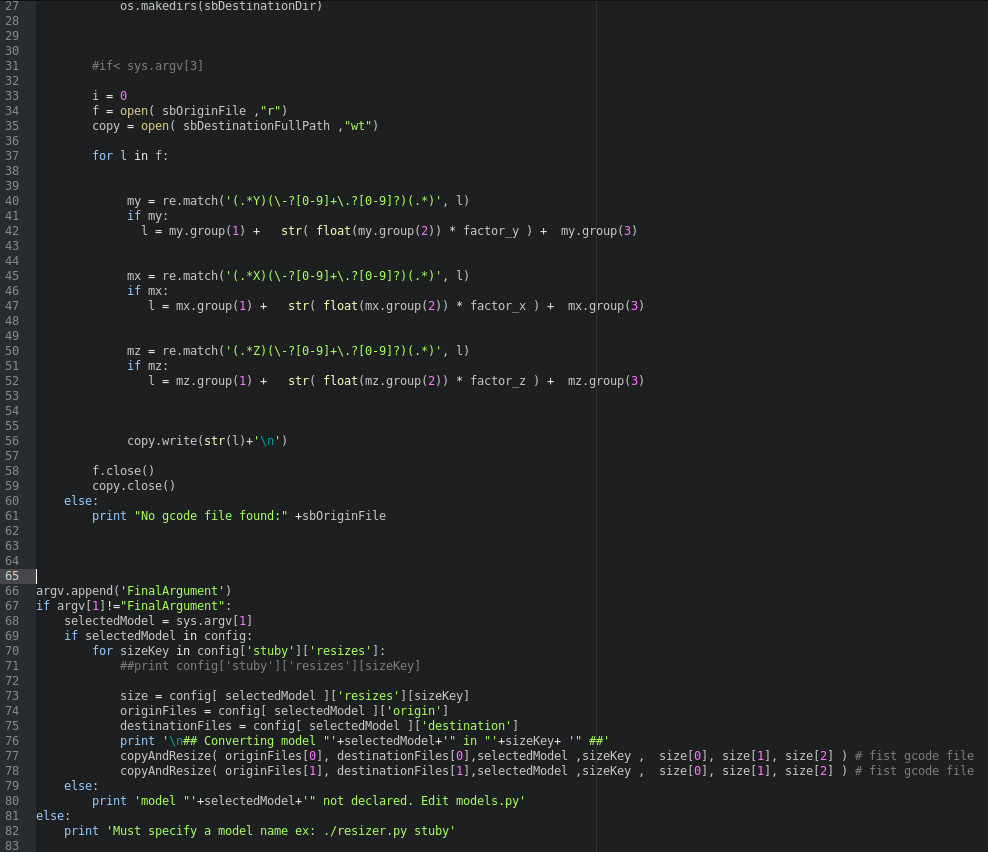 27            os.makedirs(sbDestinationDir)
28
29
30
31        #if< sys.argv[3]
32
33        i = 0
34        f = open( sbOriginFile ,"r")
35        copy = open( sbDestinationFullPath ,"wt")
36
37        for l in f:
38
39
40             my = re.match('(.*Y)(\-?[0-9]+\.?[0-9]?)(.*)', l)
41             if my:
42               l = my.group(1) +   str( float(my.group(2)) * factor_y ) +  my.group(3)
43
44
45             mx = re.match('(.*X)(\-?[0-9]+\.?[0-9]?)(.*)', l)
46             if mx:
47                l = mx.group(1) +   str( float(mx.group(2)) * factor_x ) +  mx.group(3)
48
49
50             mz = re.match('(.*Z)(\-?[0-9]+\.?[0-9]?)(.*)', l)
51             if mz:
52                l = mz.group(1) +   str( float(mz.group(2)) * factor_z ) +  mz.group(3)
53
54
55
56             copy.write(str(l)+'\n')
57
58        f.close()
59        copy.close()
60    else:
61        print "No gcode file found:" +sbOriginFile
62
63
64
65
66 argv.append('FinalArgument')
67 if argv[1]!="FinalArgument":
68    selectedModel = sys.argv[1]
69    if selectedModel in config:
70        for sizeKey in config['stuby']['resizes']:
71            ##print config['stuby']['resizes'][sizeKey]
72
73            size = config[ selectedModel ]['resizes'][sizeKey]
74            originFiles = config[ selectedModel ]['origin']
75            destinationFiles = config[ selectedModel ]['destination']
76            print '\n## Converting model "'+selectedModel+'" in "'+sizeKey+ '" ##'
77            copyAndResize( originFiles[0], destinationFiles[0],selectedModel ,sizeKey ,  size[0], size[1], size[2] ) # fist gcode file
78            copyAndResize( originFiles[1], destinationFiles[1],selectedModel ,sizeKey ,  size[0], size[1], size[2] ) # fist gcode file
79    else:
80        print 'model "'+selectedModel+'" not declared. Edit models.py'
81 else:
82    print 'Must specify a model name ex: ./resizer.py stuby'
83